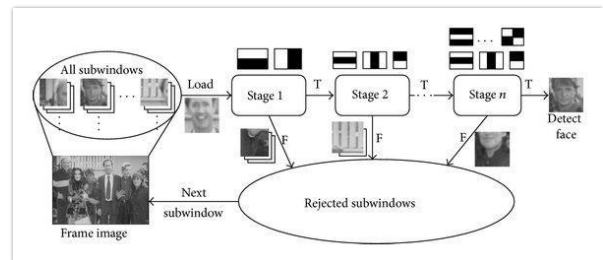 All subwindows
Load
Stage 1
T
Stage 2
T
Stage n
T
Detect
face
F
F
F
Rejected subwindows
Next
subwindow
Frame image